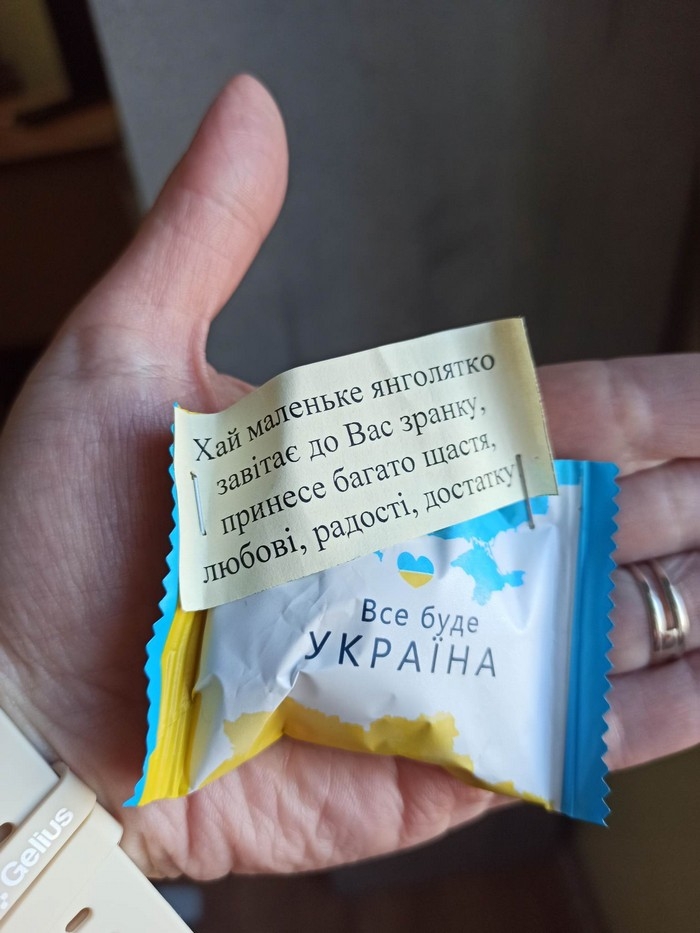 Хай маленьке янголятко
завітає до Вас зранку,
принесе багато щастя,
любові, радості, достатку
Все буде
УКРАЇНА
Gelius